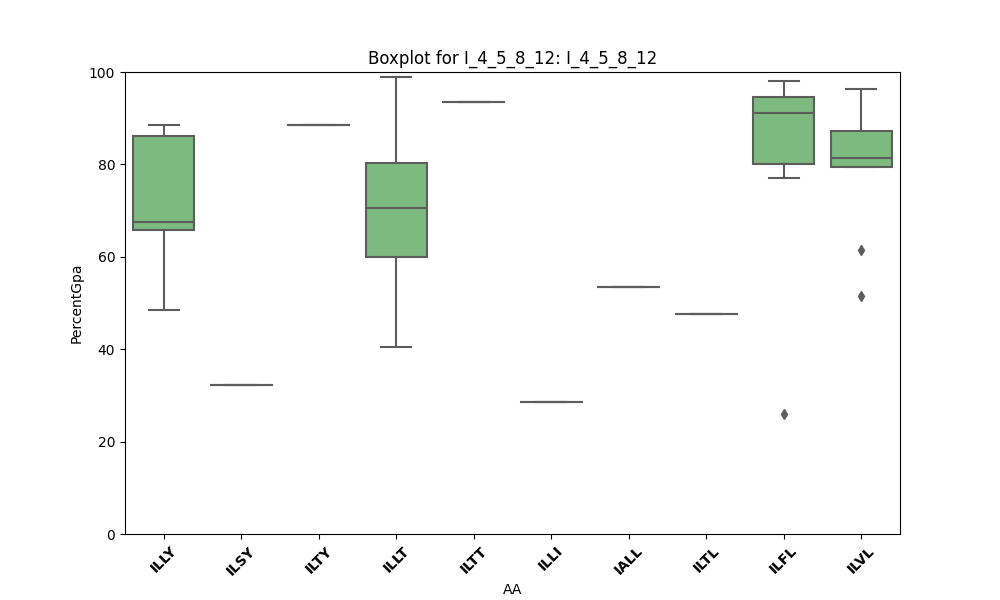 Boxplot for I_4_5_8_12: I_4_5_8_12
PercentGpa
100
80
60
40
20
0
ILLY
ILSY
ILTY
ILLT
ILTT
ILLI
IALL
ILTL
ILFL
ILVL
AA